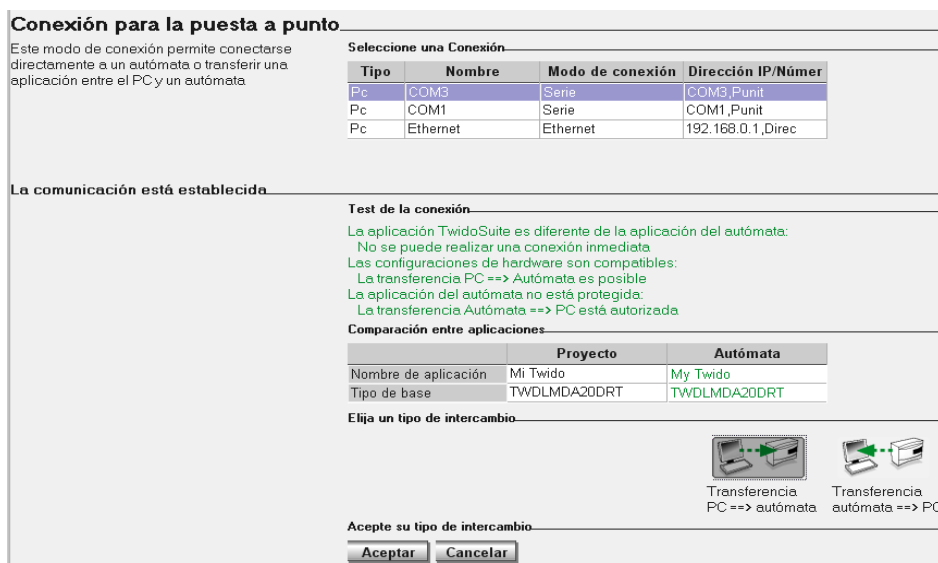 Conexión para la puesta a punto
Este modo de conexión permite conectarse
directamente a un autómata o transferir una
aplicación entre el PC y un autómata
Seleccione una Conexión
Tipo Nombre Modo de conexión Dirección IP/Númer
Pc COM3 Serie COM3,Punit
Pc COM1 Serie COM1,Punit
Pc Ethernet Ethernet 192.168.0.1,Direc
La comunicación está establecida
Test de la conexión
La aplicación TwidoSuite es diferente de la aplicación del autómata:
No se puede realizar una conexión inmediata
Las configuraciones de hardware son compatibles:
La transferencia PC ==> Autómata es posible
La aplicación del autómata no está protegida:
La transferencia Autómata ==> PC está autorizada
Comparación entre aplicaciones
Proyecto Autómata
Nombre de aplicación Mi Twido My Twido
Tipo de base TWDLMDA20DRT TWDLMDA20DRT
Elija un tipo de intercambio
Transferencia
PC ==> autómata
Transferencia
autómata ==> PC
Acepte su tipo de intercambio
Aceptar Cancelar